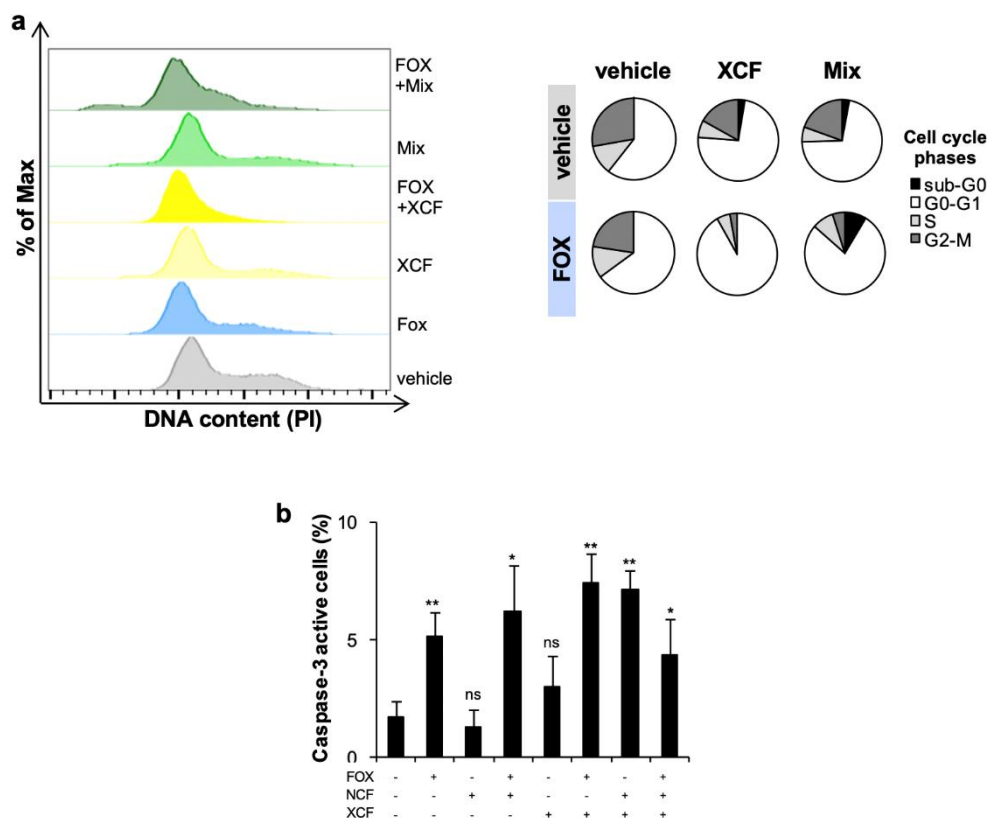 a
% of Max
FOX
+Mix
Mix
FOX
+XCF
XCF
Fox
vehicle
DNA content (PI)
vehicle XCF Mix
vehicle
FOX
Cell cycle
phases
sub-G0
G0-G1
S
G2-M
b
Caspase-3 active cells (%)
10
5
0
**
ns
*
ns
**
**
*
FOX - + - + - + - +
NCF - - + + - - + +
XCF - - - - + + + +